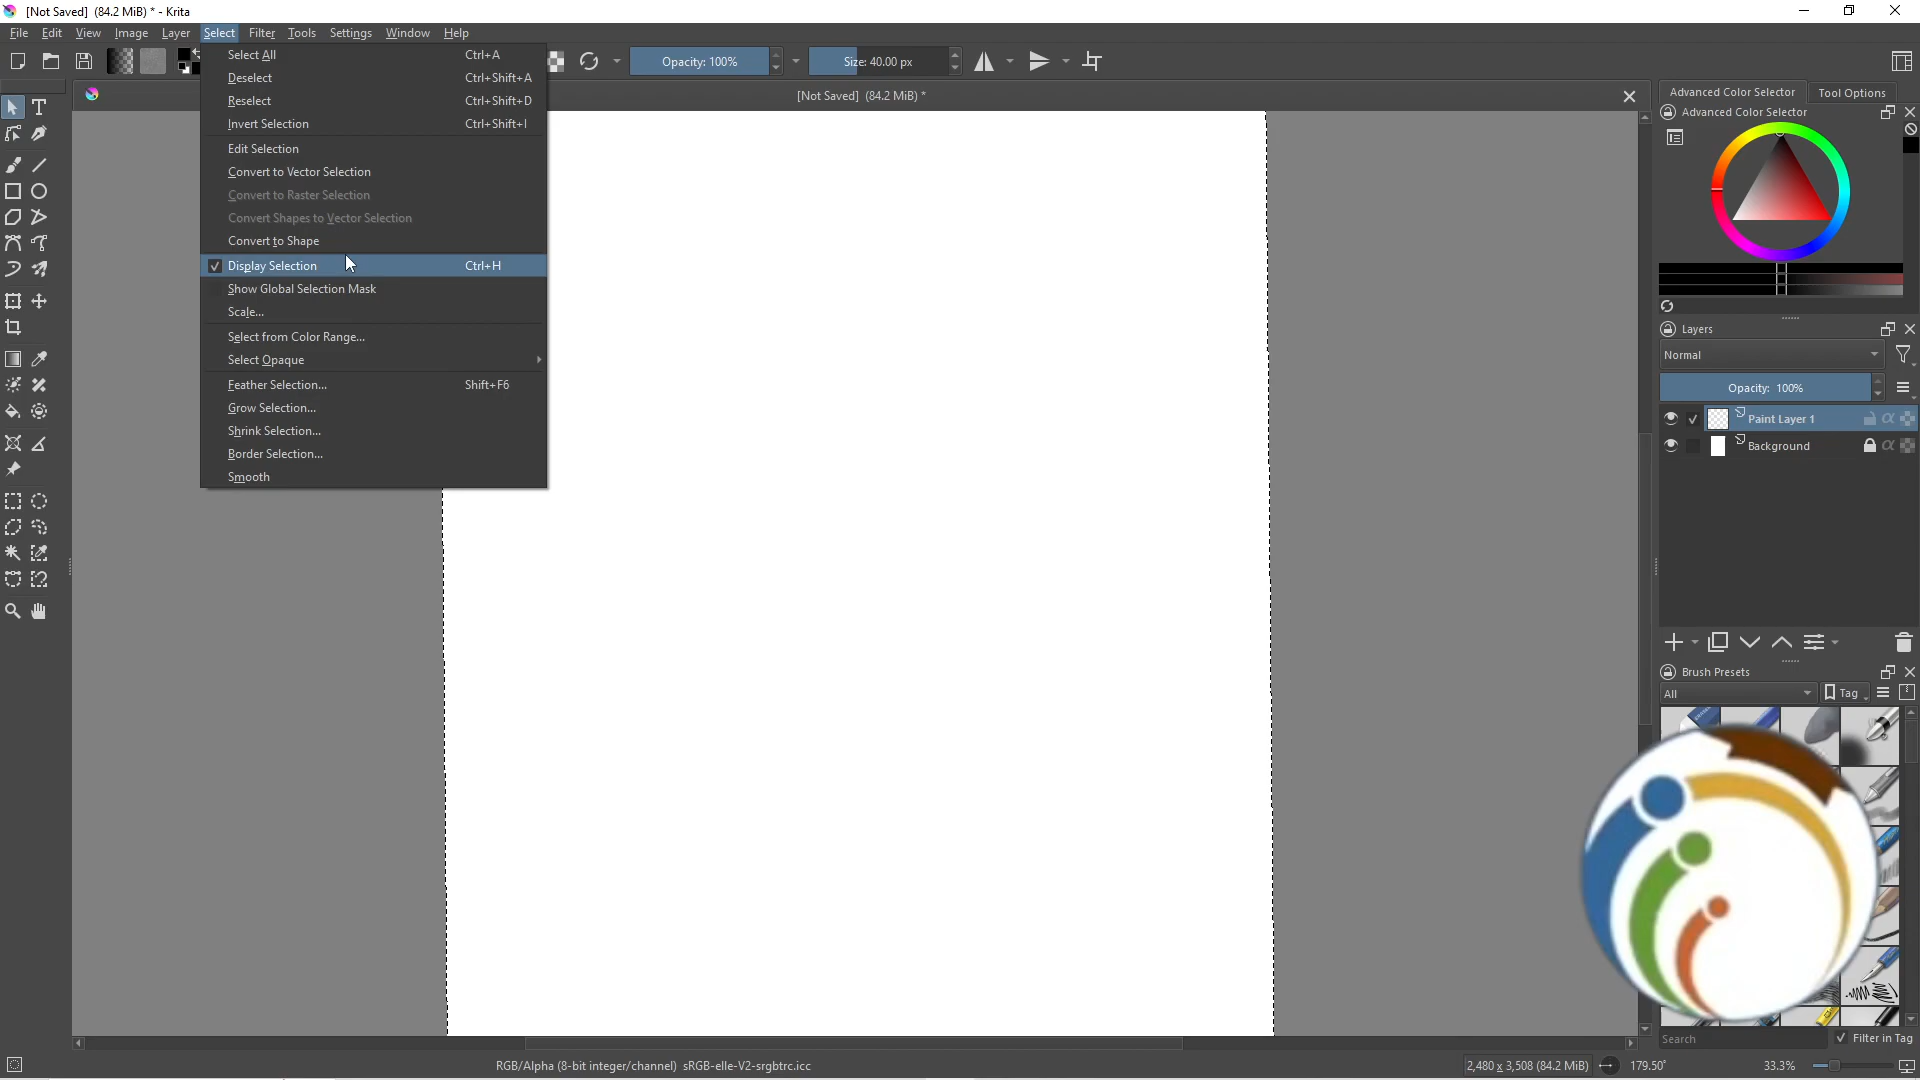 [Not Saved] (84.2 MiB) * - Krita
File Edit View Image Layer Select Filter Tools Settings Window Help
Opacity: 100%
Size: 40.00 px
[Not Saved] (84.2 MiB) *
Select All Ctrl+A
Deselect Ctrl+Shift+A
Reselect Ctrl+Shift+D
Invert Selection Ctrl+Shift+I
Edit Selection
Convert to Vector Selection
Convert to Raster Selection
Convert Shapes to Vector Selection
Convert to Shape
Display Selection Ctrl+H
Show Global Selection Mask
Scale...
Select from Color Range...
Select Opaque
Feather Selection... Shift+F6
Grow Selection...
Shrink Selection...
Border Selection...
Smooth
Advanced Color Selector Tool Options
Advanced Color Selector
Layers
Normal
Opacity: 100%
Paint Layer 1
Background
Brush Presets
All Tag
Search Filter in Tag
RGB/Alpha (8-bit integer/channel) sRGB-elle-V2-srgbtrc.icc
2,480 x 3,508 (84.2 MiB) 179.50° 33.3%